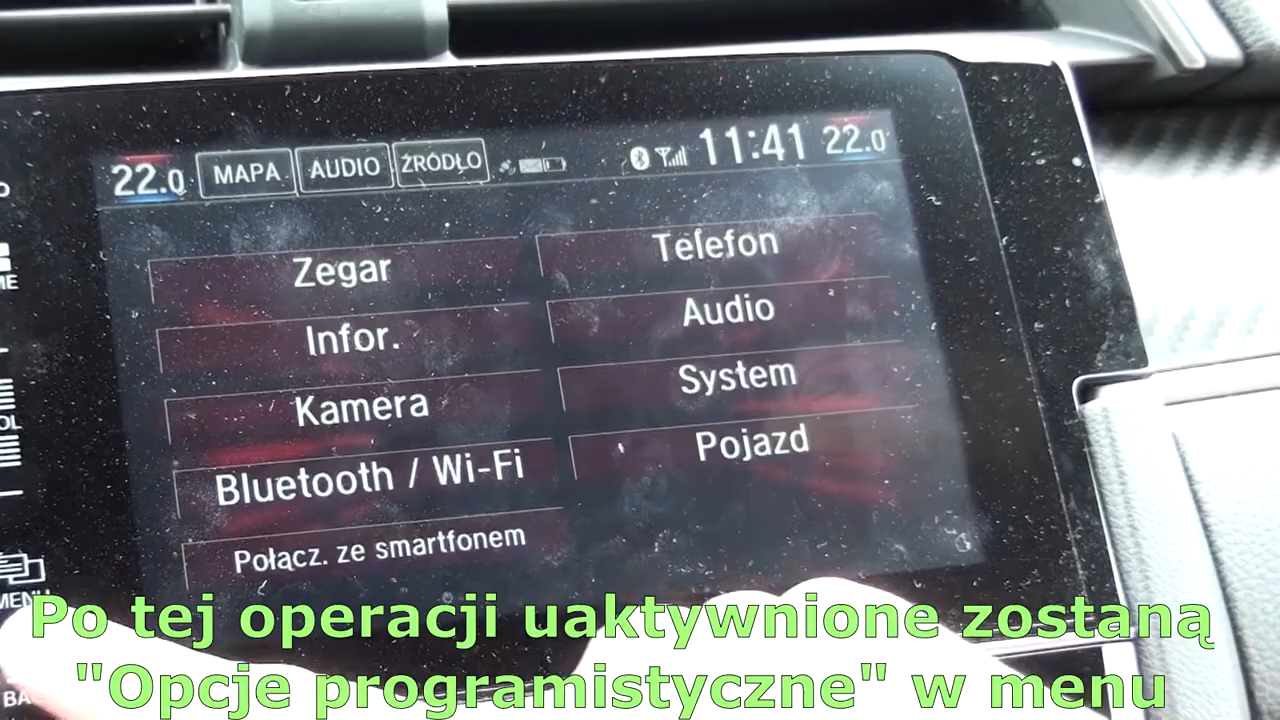 22.0 MAPA AUDIO ŹRÓDŁO 11:41 22.0
Zegar
Telefon
Infor.
Audio
Kamera
System
Bluetooth / Wi-Fi
Pojazd
Połącz. ze smartfonem
MENU
Po tej operacji uaktywnione zostaną
"Opcje programistyczne" w menu